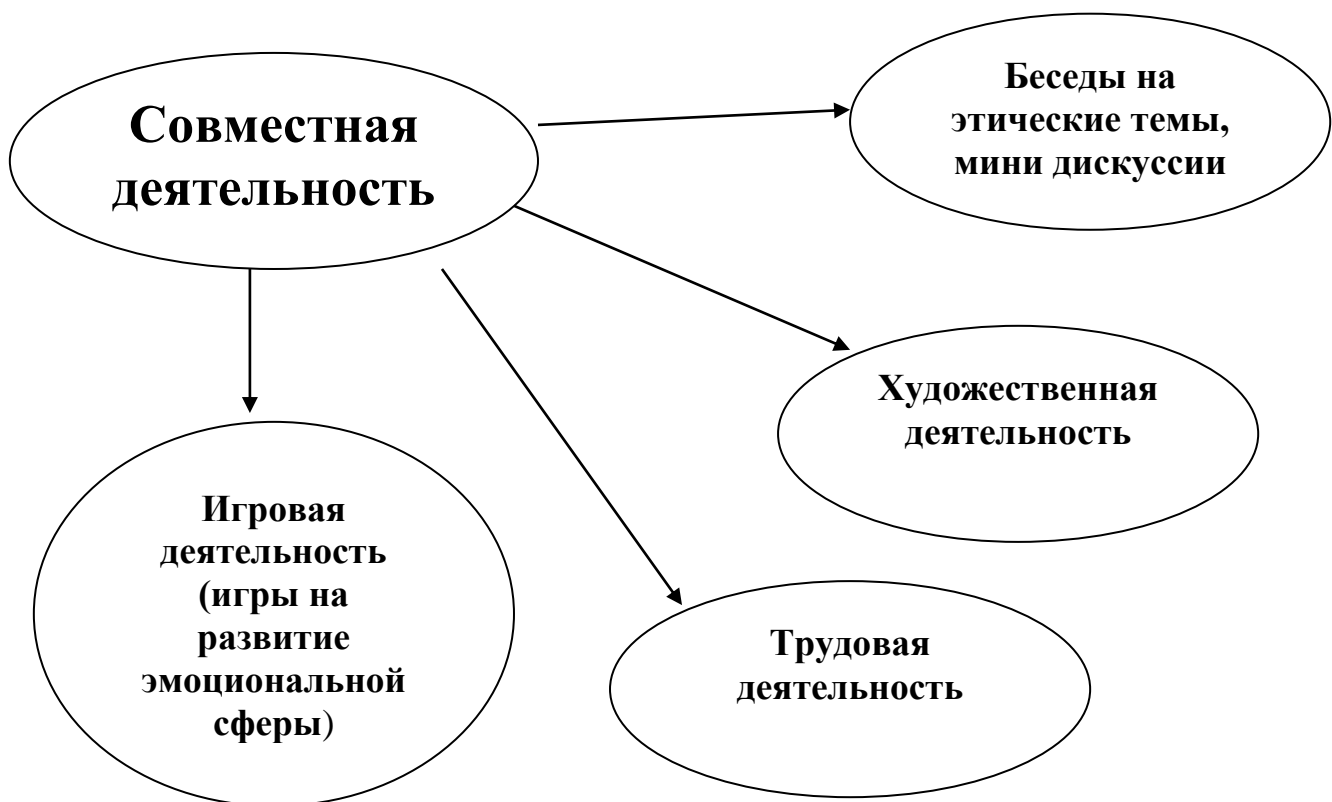 Совместная
деятельность
Беседы на
этические темы,
мини дискуссии
Художественная
деятельность
Игровая
деятельность
(игры на
развитие
эмоциональной
сферы)
Трудовая
деятельность